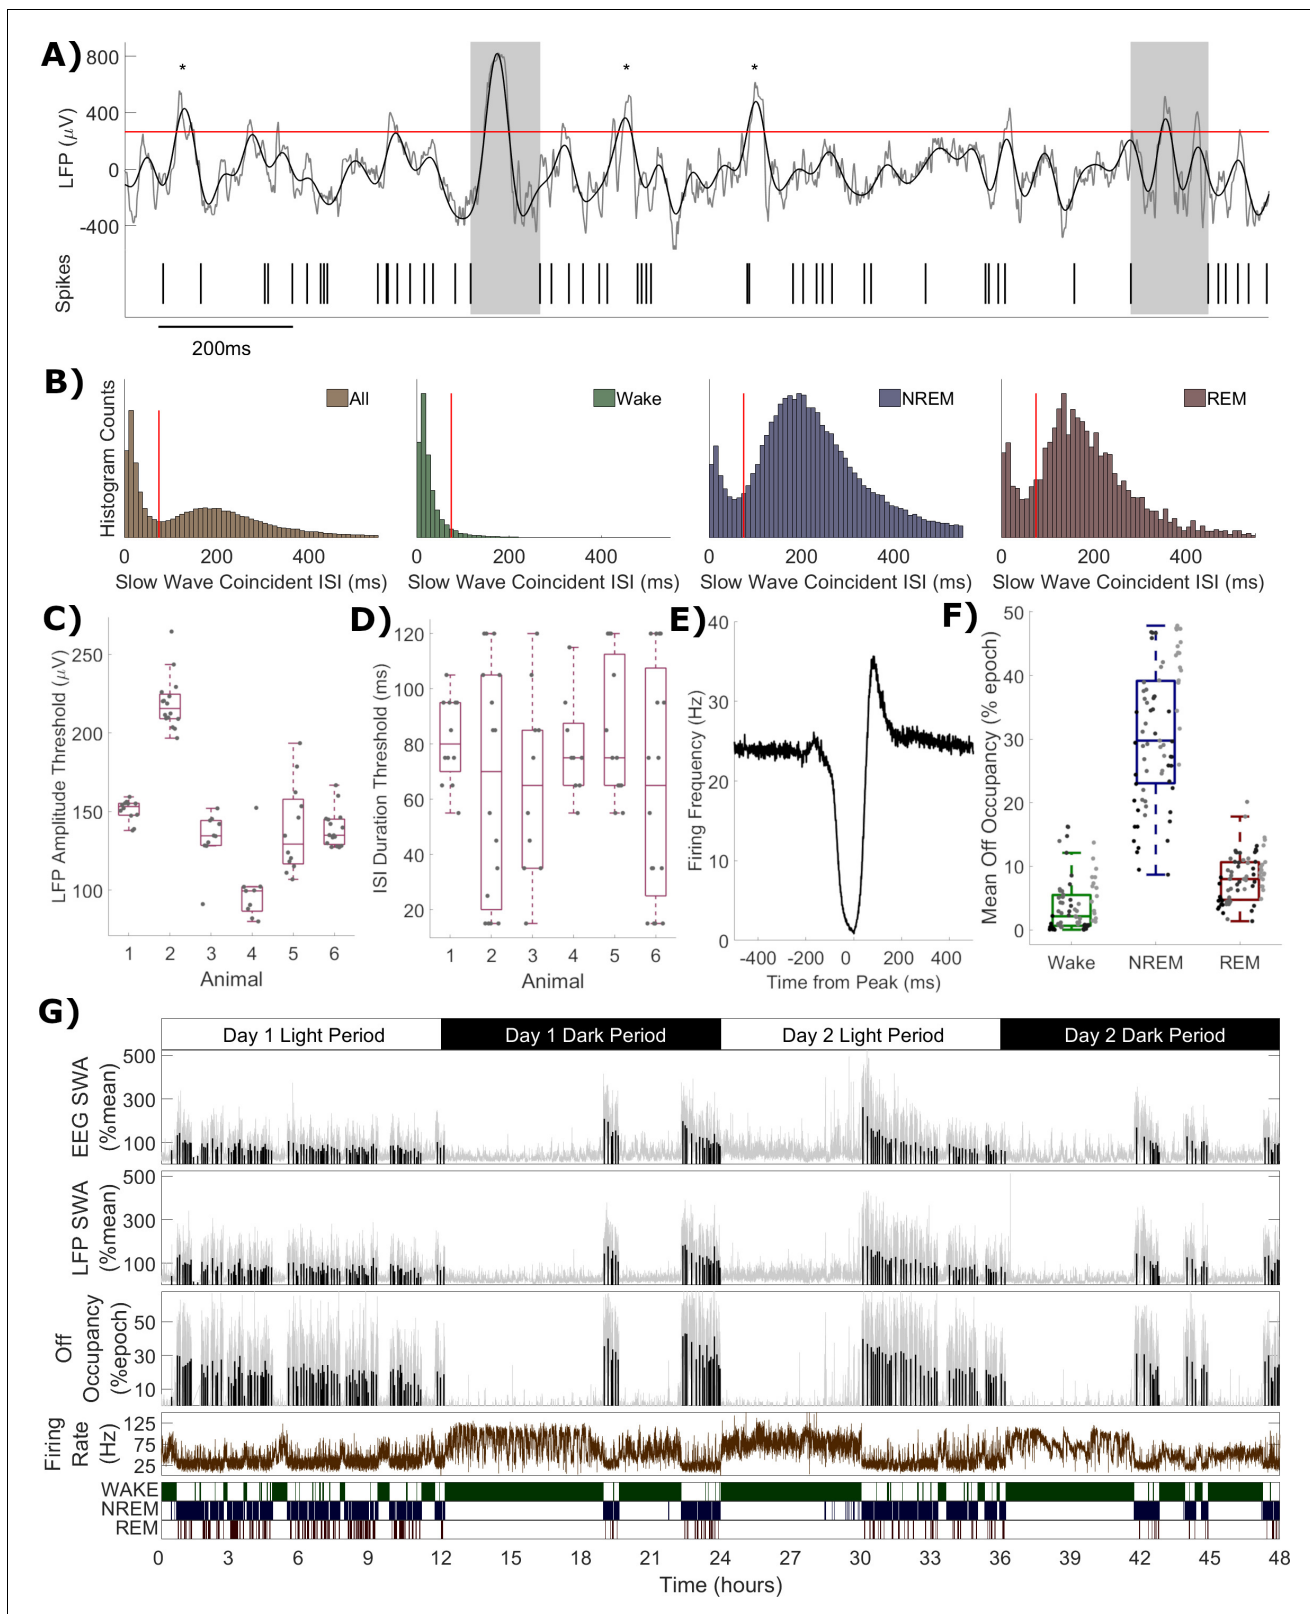 A)
800
400
0
-400
LFP (μV)
* * *
Spikes
200ms
B)
Histogram Counts
All
Wake
NREM
REM
0 200 400
0 200 400
0 200 400
0 200 400
Slow Wave Coincident ISI (ms)
Slow Wave Coincident ISI (ms)
Slow Wave Coincident ISI (ms)
Slow Wave Coincident ISI (ms)
C)
LFP Amplitude Threshold (μV)
250
200
150
100
1 2 3 4 5 6
Animal
D)
ISI Duration Threshold (ms)
120
100
80
60
40
20
1 2 3 4 5 6
Animal
E)
Firing Frequency (Hz)
40
30
20
10
0
-400 -200 0 200 400
Time from Peak (ms)
F)
Mean Off Occupancy (% epoch)
50
40
30
20
10
0
Wake NREM REM
G)
Day 1 Light Period
Day 1 Dark Period
Day 2 Light Period
Day 2 Dark Period
EEG SWA
(%mean)
500
300
100
LFP SWA
(%mean)
500
300
100
Off
Occupancy
(%epoch)
50
30
10
Firing
Rate
(Hz)
125
75
25
WAKE
NREM
REM
0 3 6 9 12 15 18 21 24 27 30 33 36 39 42 45 48
Time (hours)